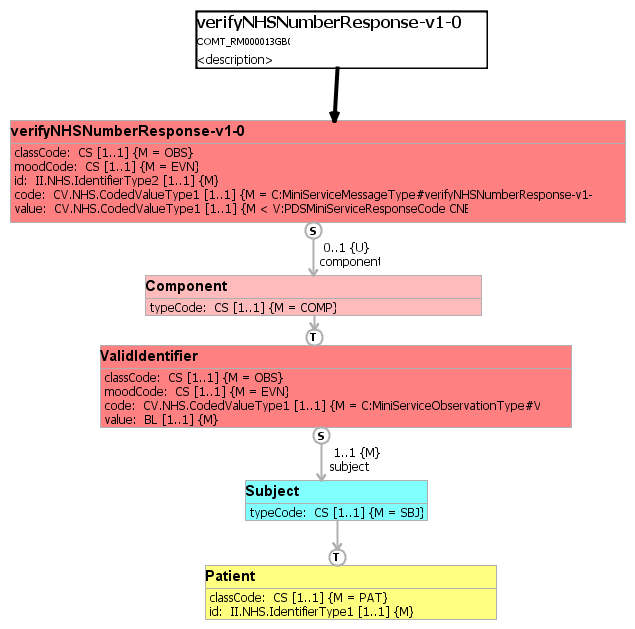 verifyNHSNumberResponse-v1-0
COMT_RM000013GB(
<description>
verifyNHSNumberResponse-v1-0
classCode: CS [1..1] {M = OBS}
moodCode: CS [1..1] {M = EVN}
id: II.NHS.IdentifierType2 [1..1] {M}
code: CV.NHS.CodedValueType1 [1..1] {M = C:MiniServiceMessageType#verifyNHSNumberResponse-v1-
value: CV.NHS.CodedValueType1 [1..1] {M < V:PDSMiniServiceResponseCode CNE
S
0..1 {U}
component
Component
typeCode: CS [1..1] {M = COMP}
T
ValidIdentifier
classCode: CS [1..1] {M = OBS}
moodCode: CS [1..1] {M = EVN}
code: CV.NHS.CodedValueType1 [1..1] {M = C:MiniServiceObservationType#V
value: BL [1..1] {M}
S
1..1 {M}
subject
Subject
typeCode: CS [1..1] {M = SBJ}
T
Patient
classCode: CS [1..1] {M = PAT}
id: II.NHS.IdentifierType1 [1..1] {M}